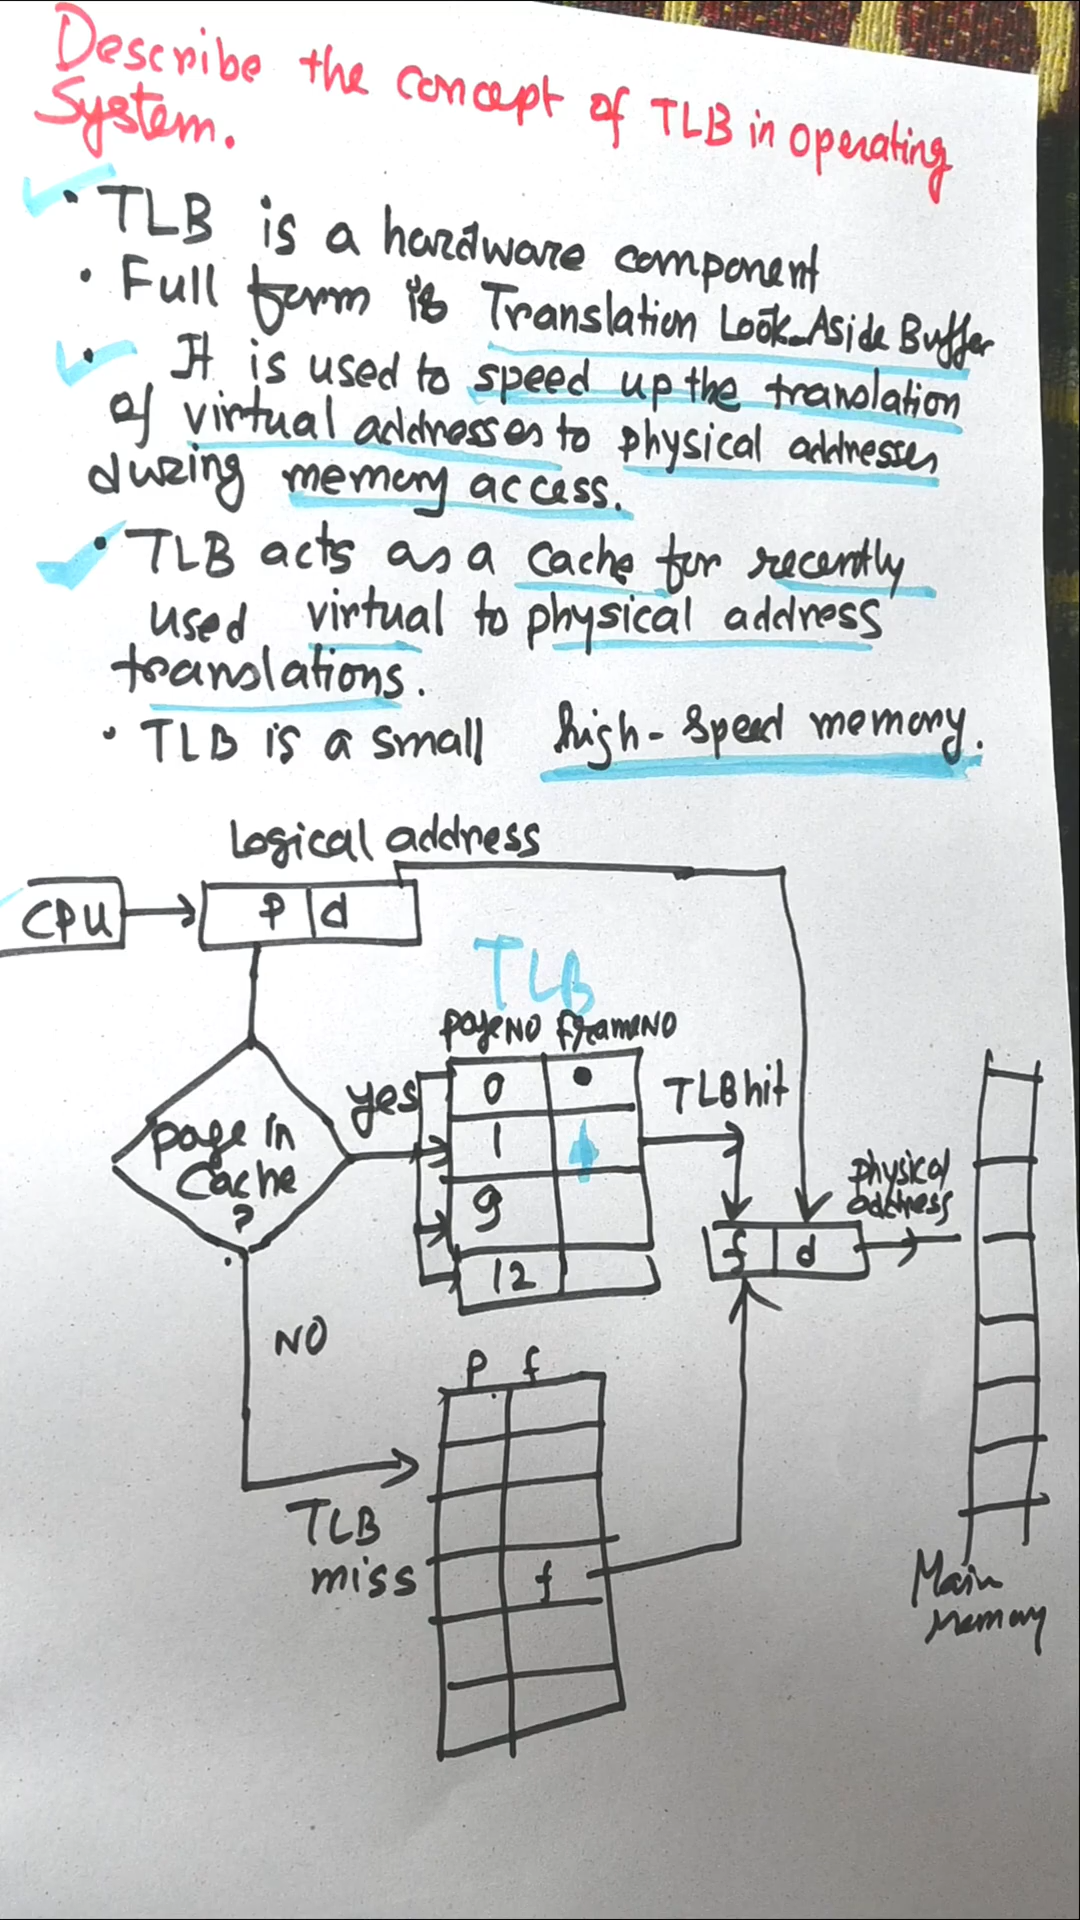 Describe the concept of TLB in operating
System.
• TLB is a hardware component
• Full form is Translation Look-Aside Buffer
• It is used to speed up the translation
of virtual addresses to physical addresses
during memory access.
• TLB acts as a cache for recently
used virtual to physical address
translations.
• TLB is a small high-speed memory.
Logical address
CPU
p d
TLB
page NO frame NO
yes
0
TLB hit
1
page in
Cache
?
physical
address
9
f d
12
NO
p f
TLB
miss
f
Main
Memory